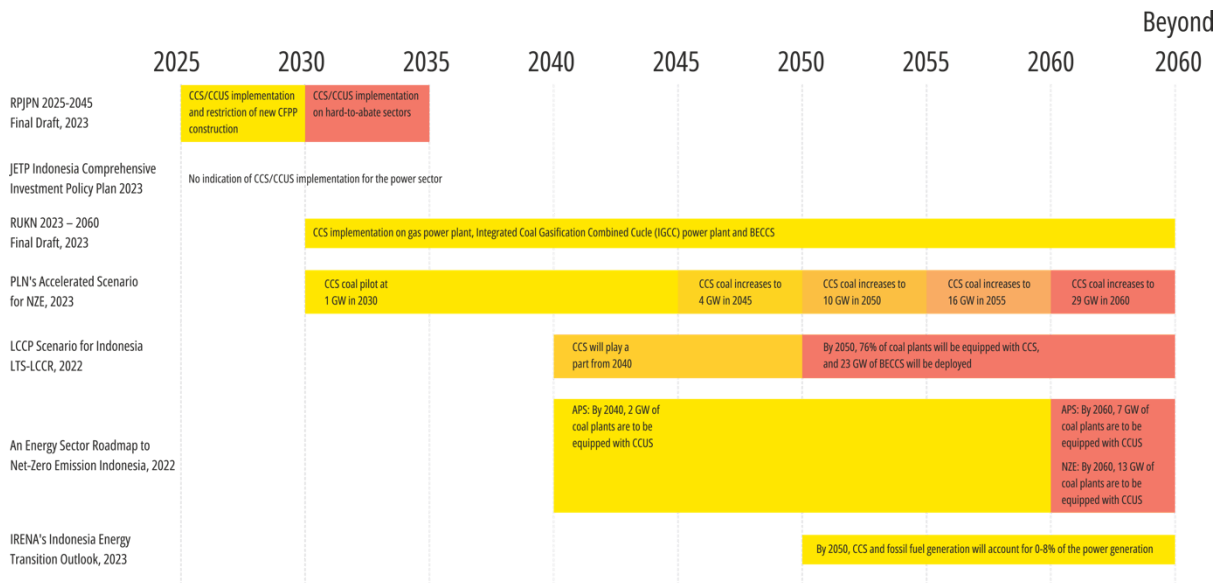 Beyond
2025 2030 2035 2040 2045 2050 2055 2060 2060
RPJPN 2025-2045
Final Draft, 2023
CCS/CCUS implementation
and restriction of new CFPP
construction
CCS/CCUS implementation
on hard-to-abate sectors
JETP Indonesia Comprehensive
Investment Policy Plan 2023
No indication of CCS/CCUS implementation for the power sector
RUKN 2023 – 2060
Final Draft, 2023
CCS implementation on gas power plant, Integrated Coal Gasification Combined Cucle (IGCC) power plant and BECCS
PLN's Accelerated Scenario
for NZE, 2023
CCS coal pilot at
1 GW in 2030
CCS coal increases to
4 GW in 2045
CCS coal increases to
10 GW in 2050
CCS coal increases to
16 GW in 2055
CCS coal increases to
29 GW in 2060
LCCP Scenario for Indonesia
LTS-LCCR, 2022
CCS will play a
part from 2040
By 2050, 76% of coal plants will be equipped with CCS,
and 23 GW of BECCS will be deployed
An Energy Sector Roadmap to
Net-Zero Emission Indonesia, 2022
APS: By 2040, 2 GW of
coal plants are to be
equipped with CCUS
APS: By 2060, 7 GW of
coal plants are to be
equipped with CCUS
NZE: By 2060, 13 GW of
coal plants are to be
equipped with CCUS
IRENA's Indonesia Energy
Transition Outlook, 2023
By 2050, CCS and fossil fuel generation will account for 0-8% of the power generation